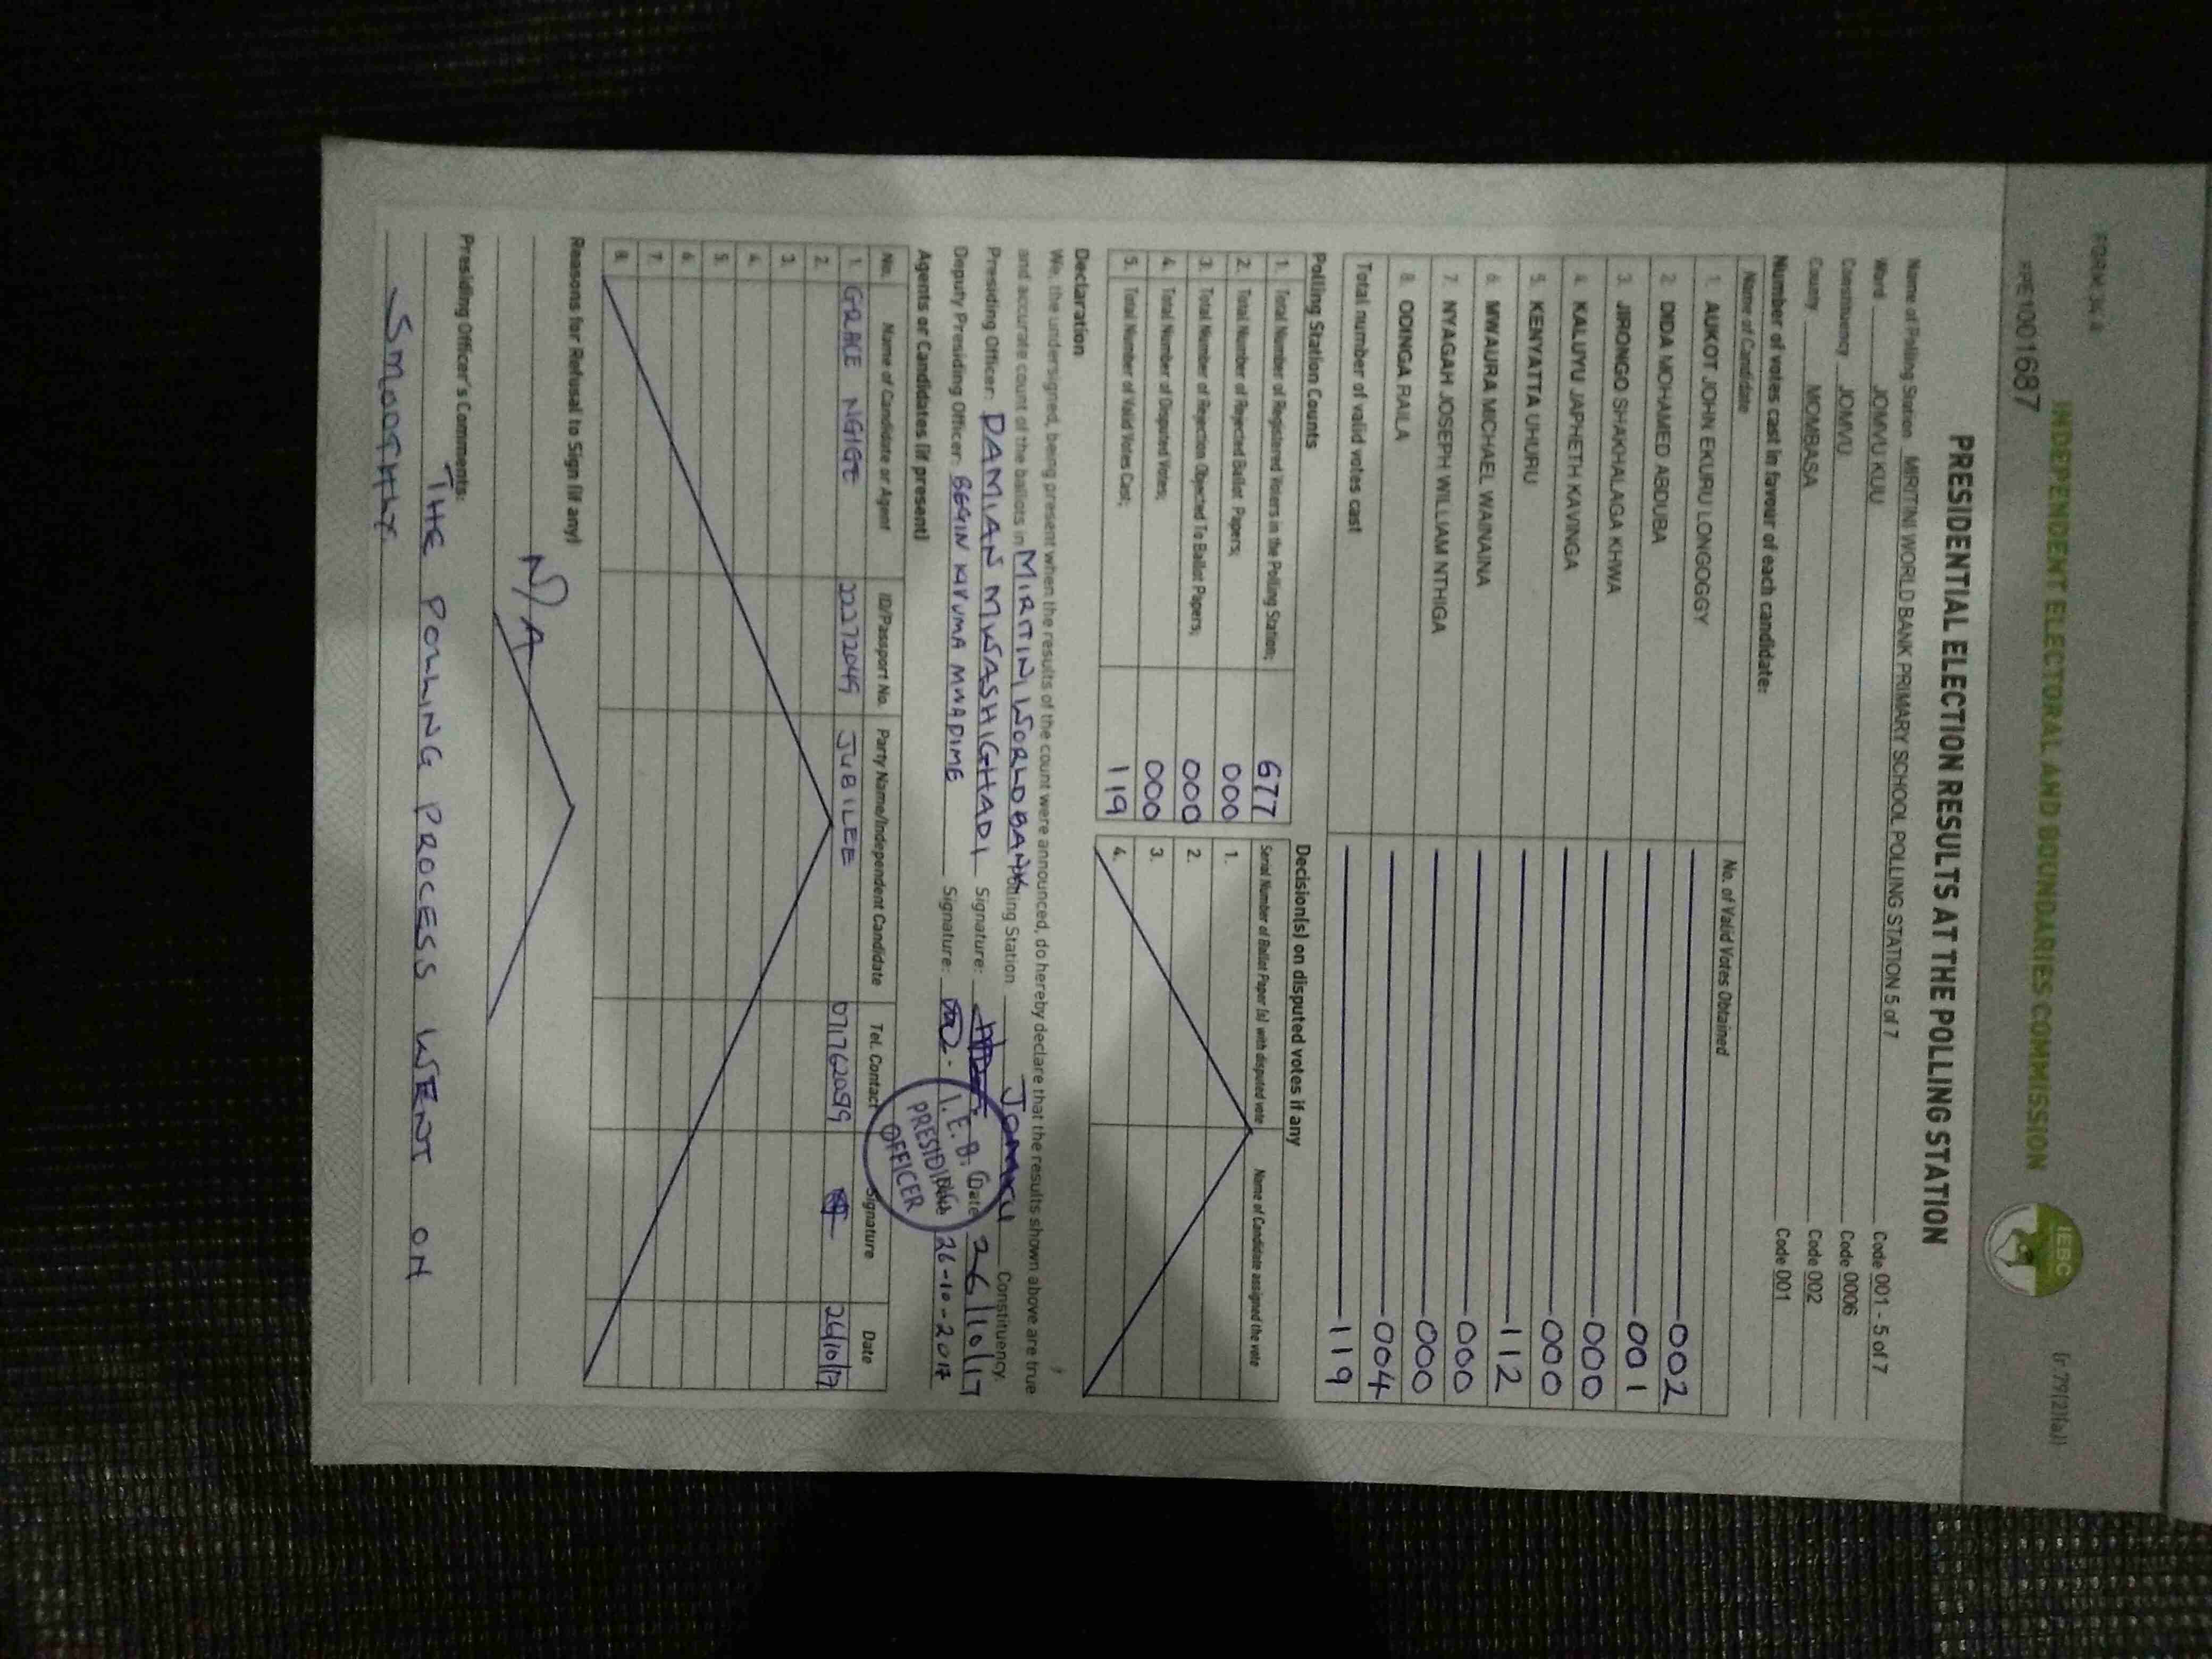 FORM 34 A (r.79(2)(a))
INDEPENDENT ELECTORAL AND BOUNDARIES COMMISSION
IEBC
PRESIDENTIAL ELECTION RESULTS AT THE POLLING STATION
Name of Polling Station MIRITINI WORLD BANK PRIMARY SCHOOL POLLING STATION 5 of 7 Code 001 - 5 of 7
Ward JOMVU KUU Code 0006
Constituency JOMVU Code 002
County MOMBASA Code 001
Number of votes cast in favour of each candidate:
Name of Candidate No. of Valid Votes Obtained
1. AUKOT JOHN EKURU LONGOGGY 002
2. DIDA MOHAMED ABDUBA 001
3. JIRONGO SHAKHALAGA KHWA 000
4. KALUYU JAPHETH KAVINGA 000
5. KENYATTA UHURU 112
6. MWAURA MICHAEL WAINAINA 000
7. NYAGAH JOSEPH WILLIAM NTHIGA 000
8. ODINGA RAILA 004
Total number of valid votes cast 119
Polling Station Counts
1. Total Number of Registered Voters in the Polling Station; 677
2. Total Number of Rejected Ballot Papers; 000
3. Total Number of Rejection Objected To Ballot Papers; 000
4. Total Number of Disputed Votes; 000
5. Total Number of Valid Votes Cast; 119
Decision(s) on disputed votes if any
Serial Number of Ballot Paper (s) with disputed vote Name of Candidate assigned the vote
1.
2.
3.
4.
Declaration
We, the undersigned, being present when the results of the count were announced, do hereby declare that the results shown above are true
and accurate count of the ballots in MIRITINI WORLD BANK Polling Station JOMVU Constituency.
Presiding Officer: DAMIAN MWASHIGHADI Signature: Date 26/10/17
Deputy Presiding Officer: BEGIN KIVUMA MWADIME Signature: 26-10-2017
I.E.B.C
PRESIDING
OFFICER
Agents or Candidates (if present)
No. Name of Candidate or Agent ID/Passport No. Party Name/Independent Candidate Tel. Contact Signature Date
1. GRACE NGIGE 22272049 JUBILEE 0717620099 26/10/17
2.
3.
4.
5.
6.
7.
8.
Reasons for Refusal to Sign (if any)
N/A
Presiding Officer's Comments:
THE POLLING PROCESS WENT ON
SMOOTHLY